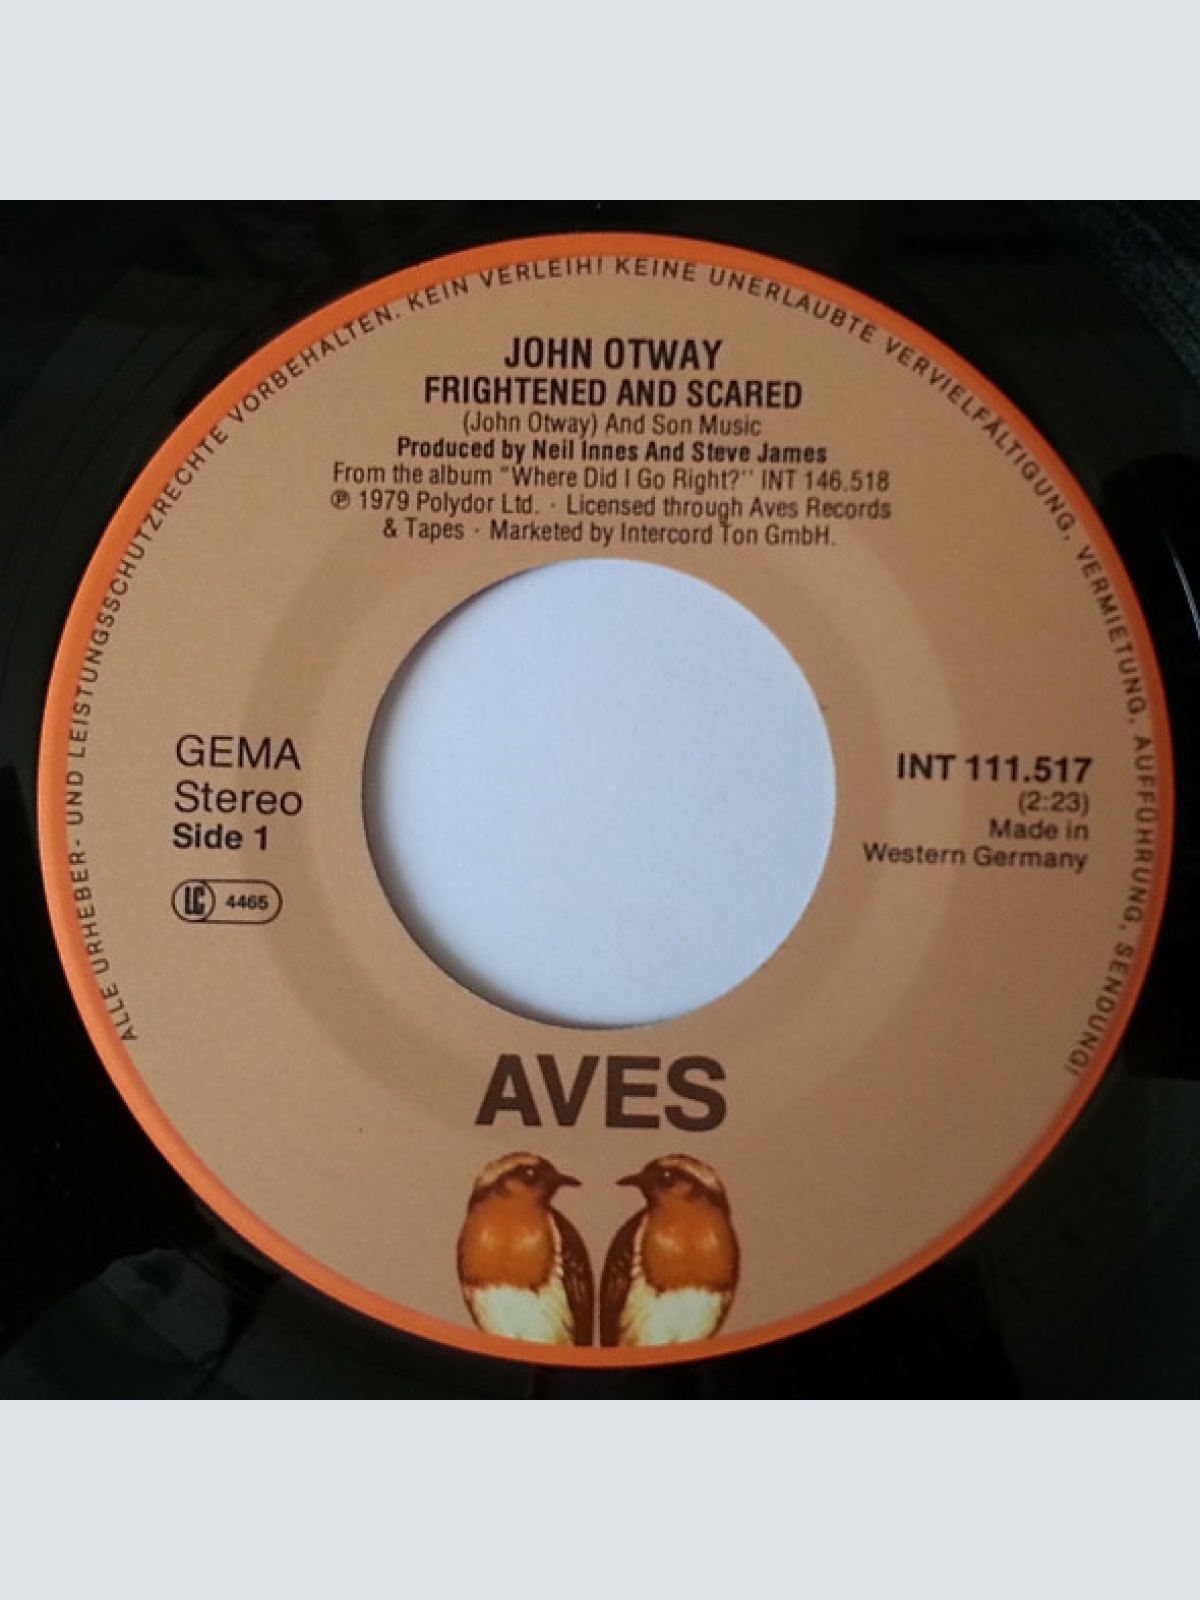 ALLE URHEBER- UND LEISTUNGSSCHUTZRECHTE VORBEHALTEN. KEIN VERLEIH! KEINE UNERLAUBTE VERVIELFÄLTIGUNG, VERMIETUNG, AUFFÜHRUNG, SENDUNG!
JOHN OTWAY
FRIGHTENED AND SCARED
(John Otway) And Son Music
Produced by Neil Innes And Steve James
From the album "Where Did I Go Right?" INT 146.518
℗ 1979 Polydor Ltd. · Licensed through Aves Records
& Tapes · Marketed by Intercord Ton GmbH.
GEMA
Stereo
Side 1
LC 4465
INT 111.517
(2:23)
Made in
Western Germany
AVES